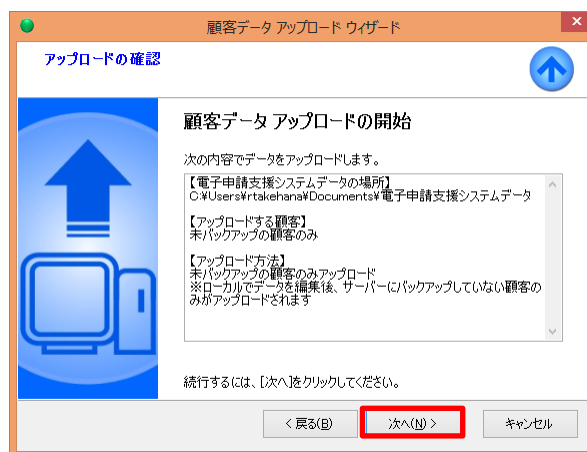 顧客データ アップロード ウィザード
×
アップロードの確認
顧客データ アップロードの開始
次の内容でデータをアップロードします。
【電子申請支援システムデータの場所】
C:¥Users¥rtakehana¥Documents¥電子申請支援システムデータ
【アップロードする顧客】
未バックアップの顧客のみ
【アップロード方法】
未バックアップの顧客のみアップロード
※ローカルでデータを編集後、サーバーにバックアップしていない顧客の
みがアップロードされます
続行するには、[次へ]をクリックしてください。
< 戻る(B) 次へ(N) > キャンセル